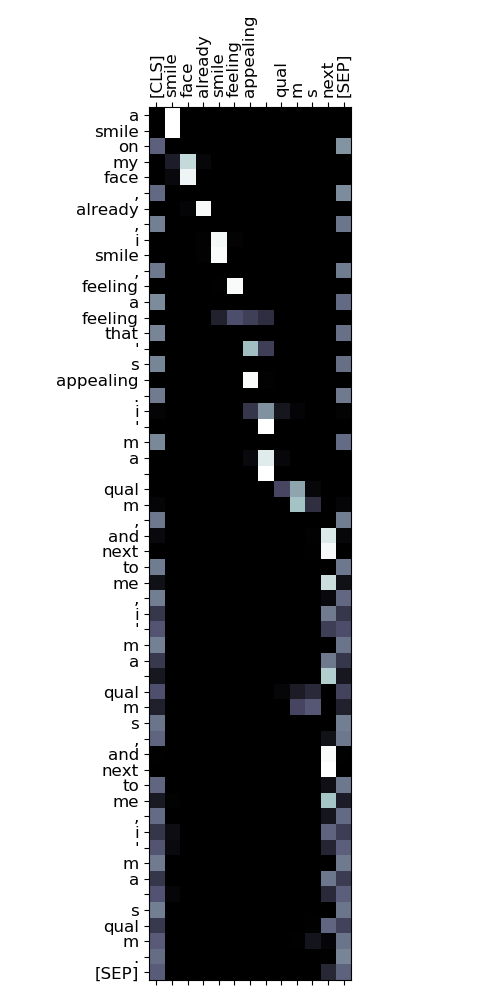 [CLS]
smile
face
already
smile
feeling
appealing
qual
m
s
next
[SEP]
a
smile
on
my
face
,
already
,
i
smile
,
feeling
a
feeling
that
'
s
appealing
.
i
'
m
a
qual
m
,
and
next
to
me
,
i
'
m
a
qual
m
s
,
and
next
to
me
,
i
'
m
a
s
qual
m
.
[SEP]